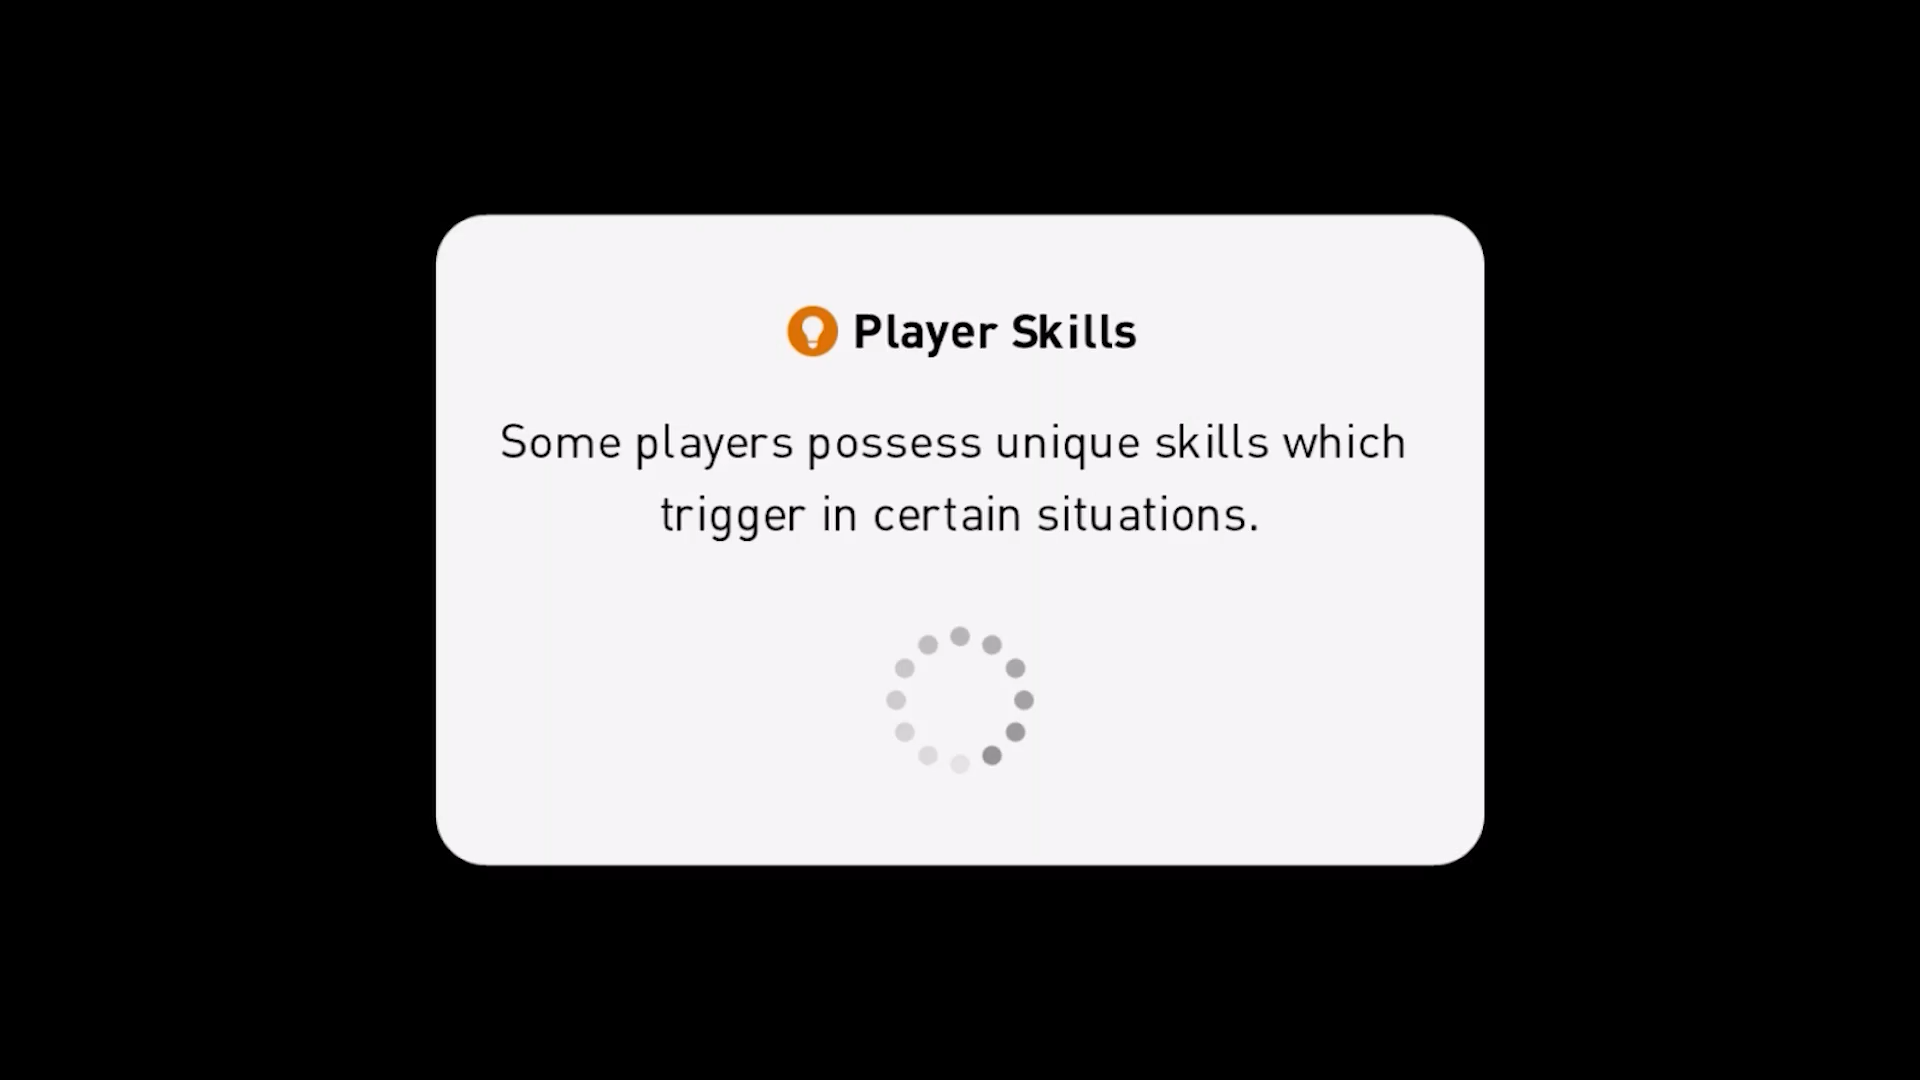 Player Skills
Some players possess unique skills which
trigger in certain situations.